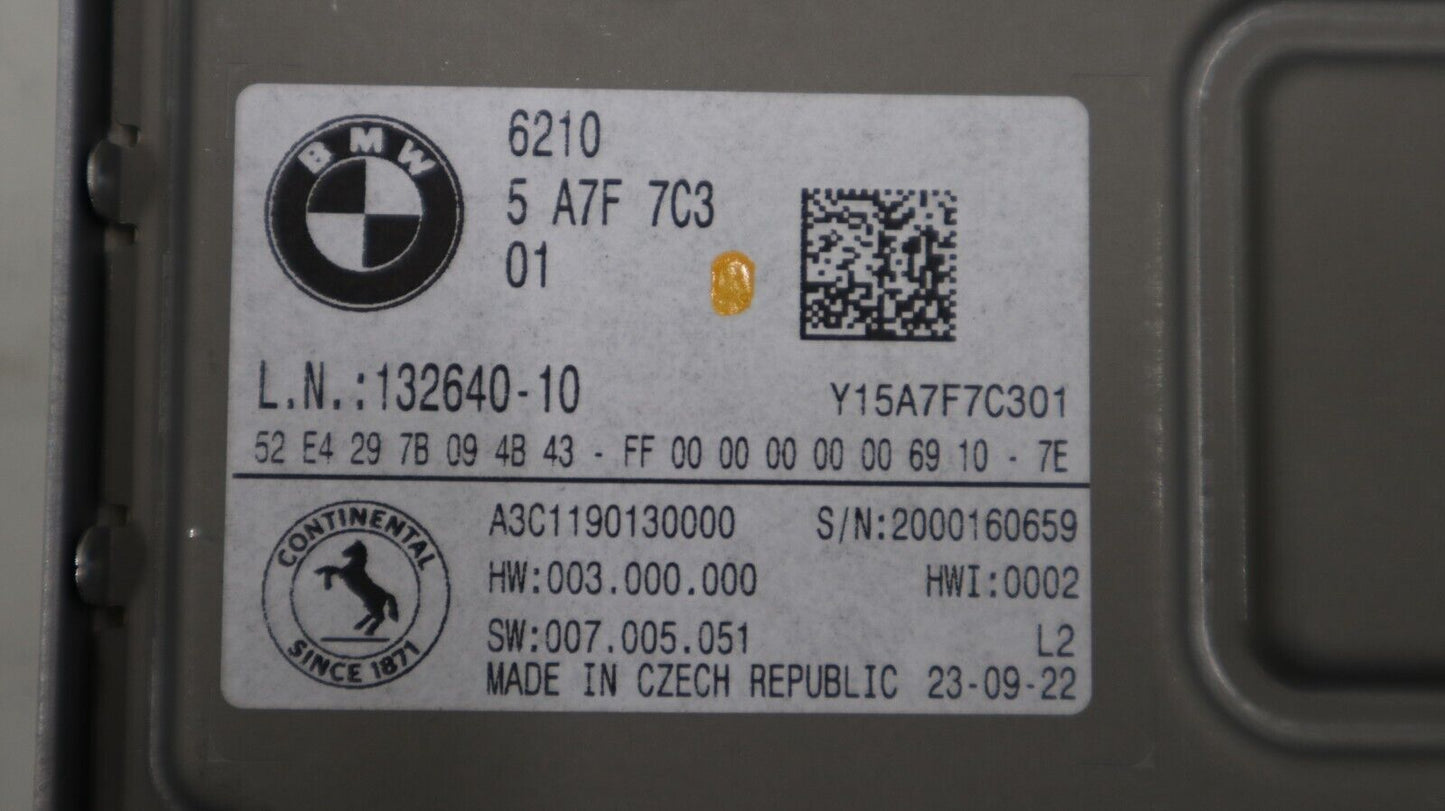 BMW
6210
5 A7F 7C3
01
L.N.:132640-10
Y15A7F7C301
52 E4 29 7B 09 4B 43 - FF 00 00 00 00 00 69 10 - 7E
CONTINENTAL
SINCE 1871
A3C1190130000 S/N:2000160659
HW:003.000.000 HWI:0002
SW:007.005.051 L2
MADE IN CZECH REPUBLIC 23-09-22